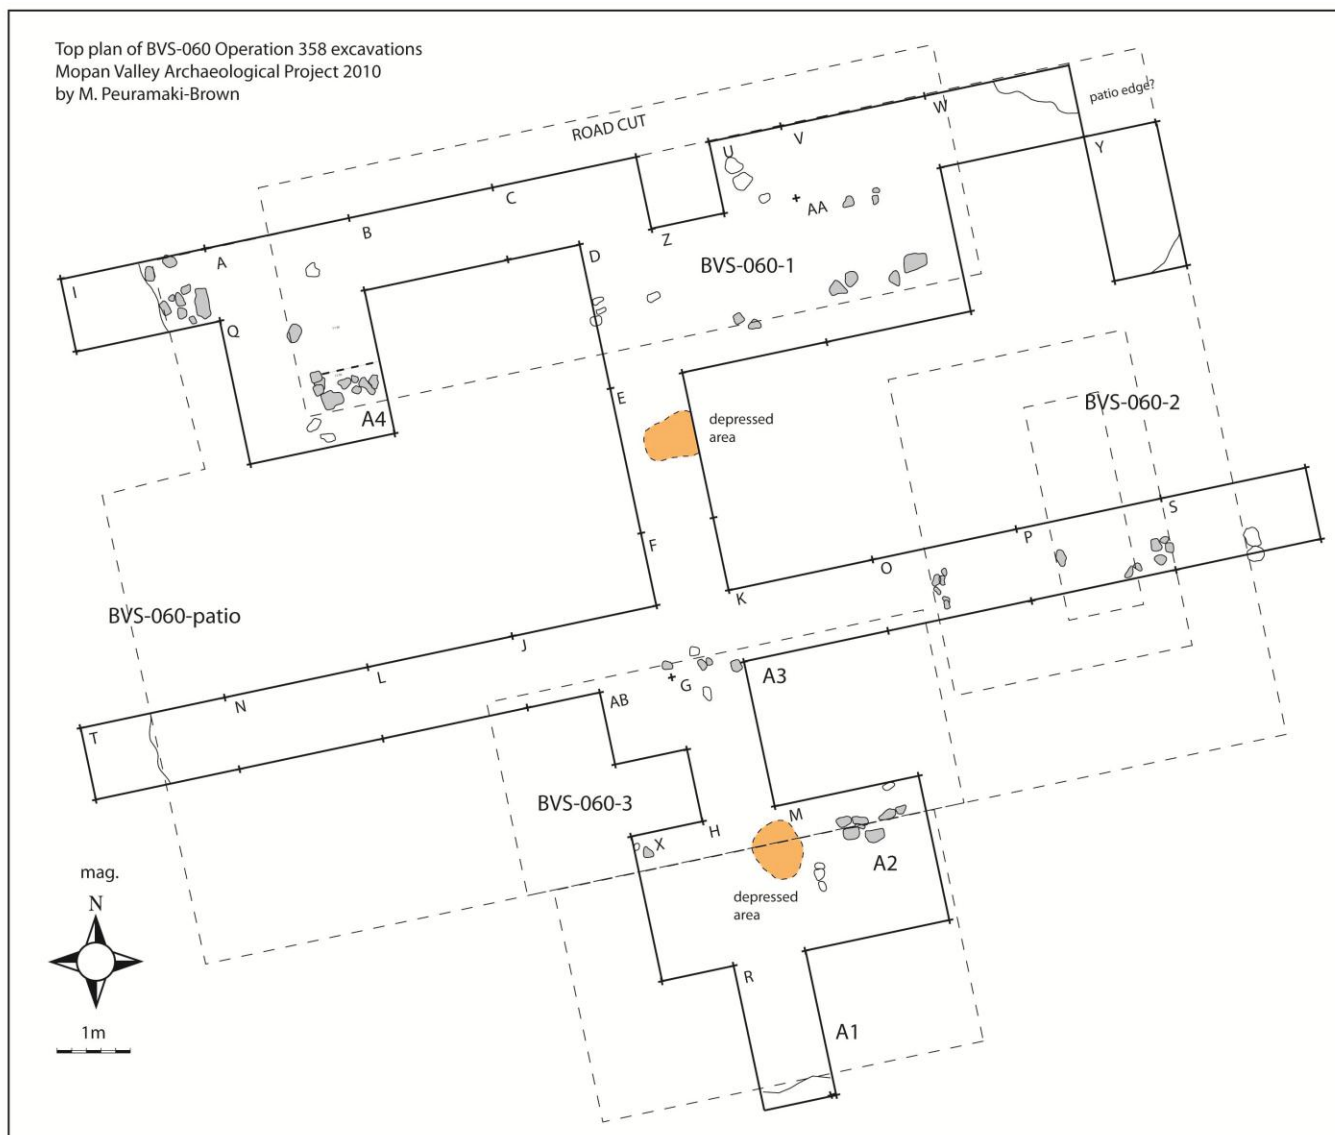 Top plan of BVS-060 Operation 358 excavations
Mopan Valley Archaeological Project 2010
by M. Peuramaki-Brown
ROAD CUT
patio edge?
W
V
U
Y
C
B
A
I
AA
Z
D
BVS-060-1
Q
E
A4
depressed
area
BVS-060-2
S
P
F
O
K
BVS-060-patio
J
L
A3
G
AB
N
T
BVS-060-3
M
H
X
A2
mag.
N
depressed
area
R
1m
A1